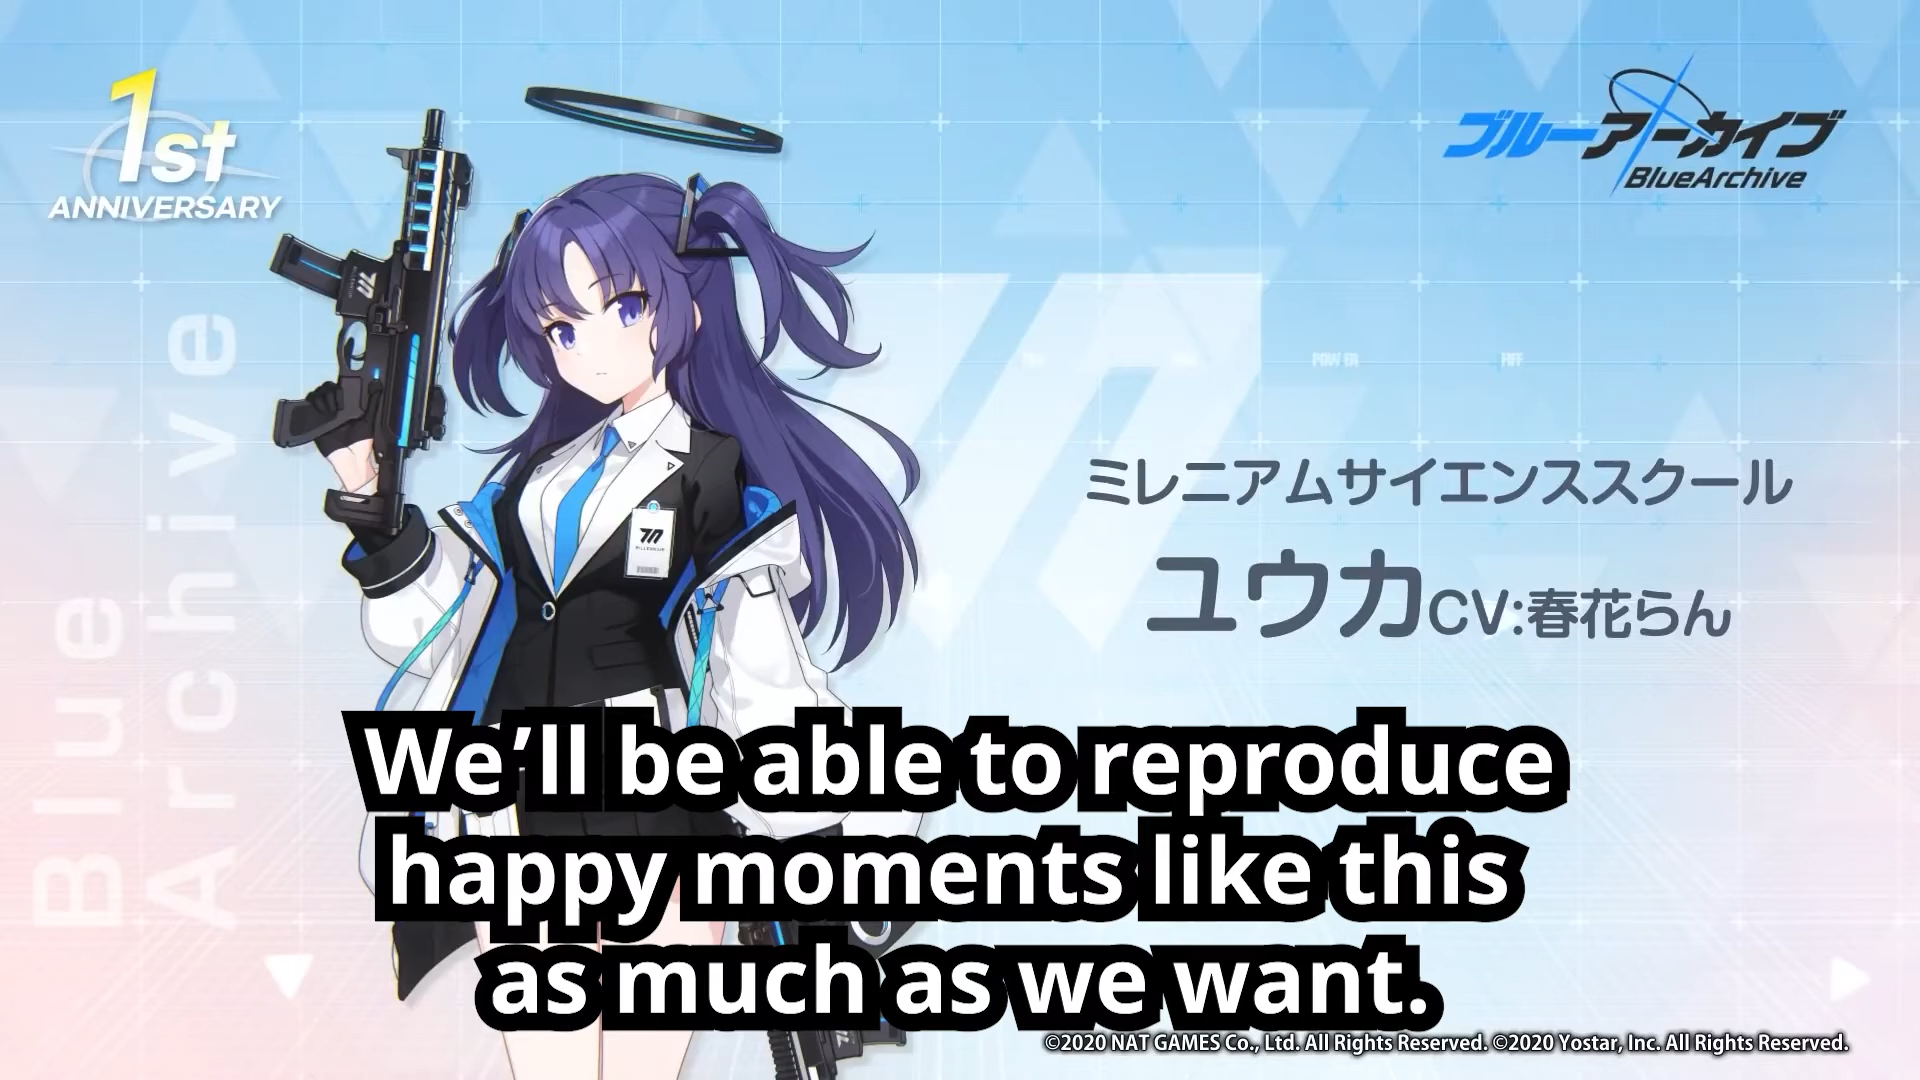 1st
ANNIVERSARY
ブルーアーカイブ
BlueArchive
Blue
Archive
POWER
ミレニアムサイエンススクール
ユウカ CV:春花らん
MILLENNIUM
We'll be able to reproduce
happy moments like this
as much as we want.
©2020 NAT GAMES Co., Ltd. All Rights Reserved. ©2020 Yostar, Inc. All Rights Reserved.